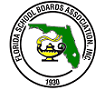 FLORIDA SCHOOL BOARDS ASSOCIATION, INC.
1930